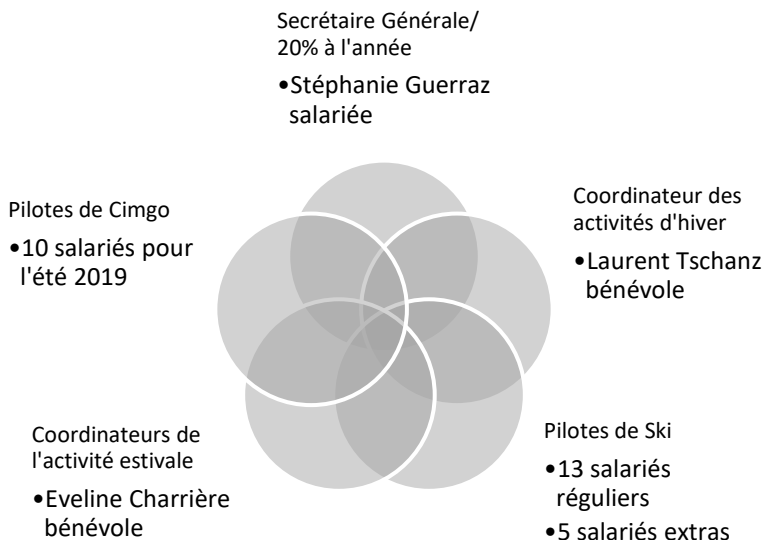 Secrétaire Générale/
20% à l'année
•Stéphanie Guerraz
salariée
Coordinateur des
activités d'hiver
•Laurent Tschanz
bénévole
Pilotes de Ski
•13 salariés
réguliers
•5 salariés extras
Coordinateurs de
l'activité estivale
•Eveline Charrière
bénévole
Pilotes de Cimgo
•10 salariés pour
l'été 2019